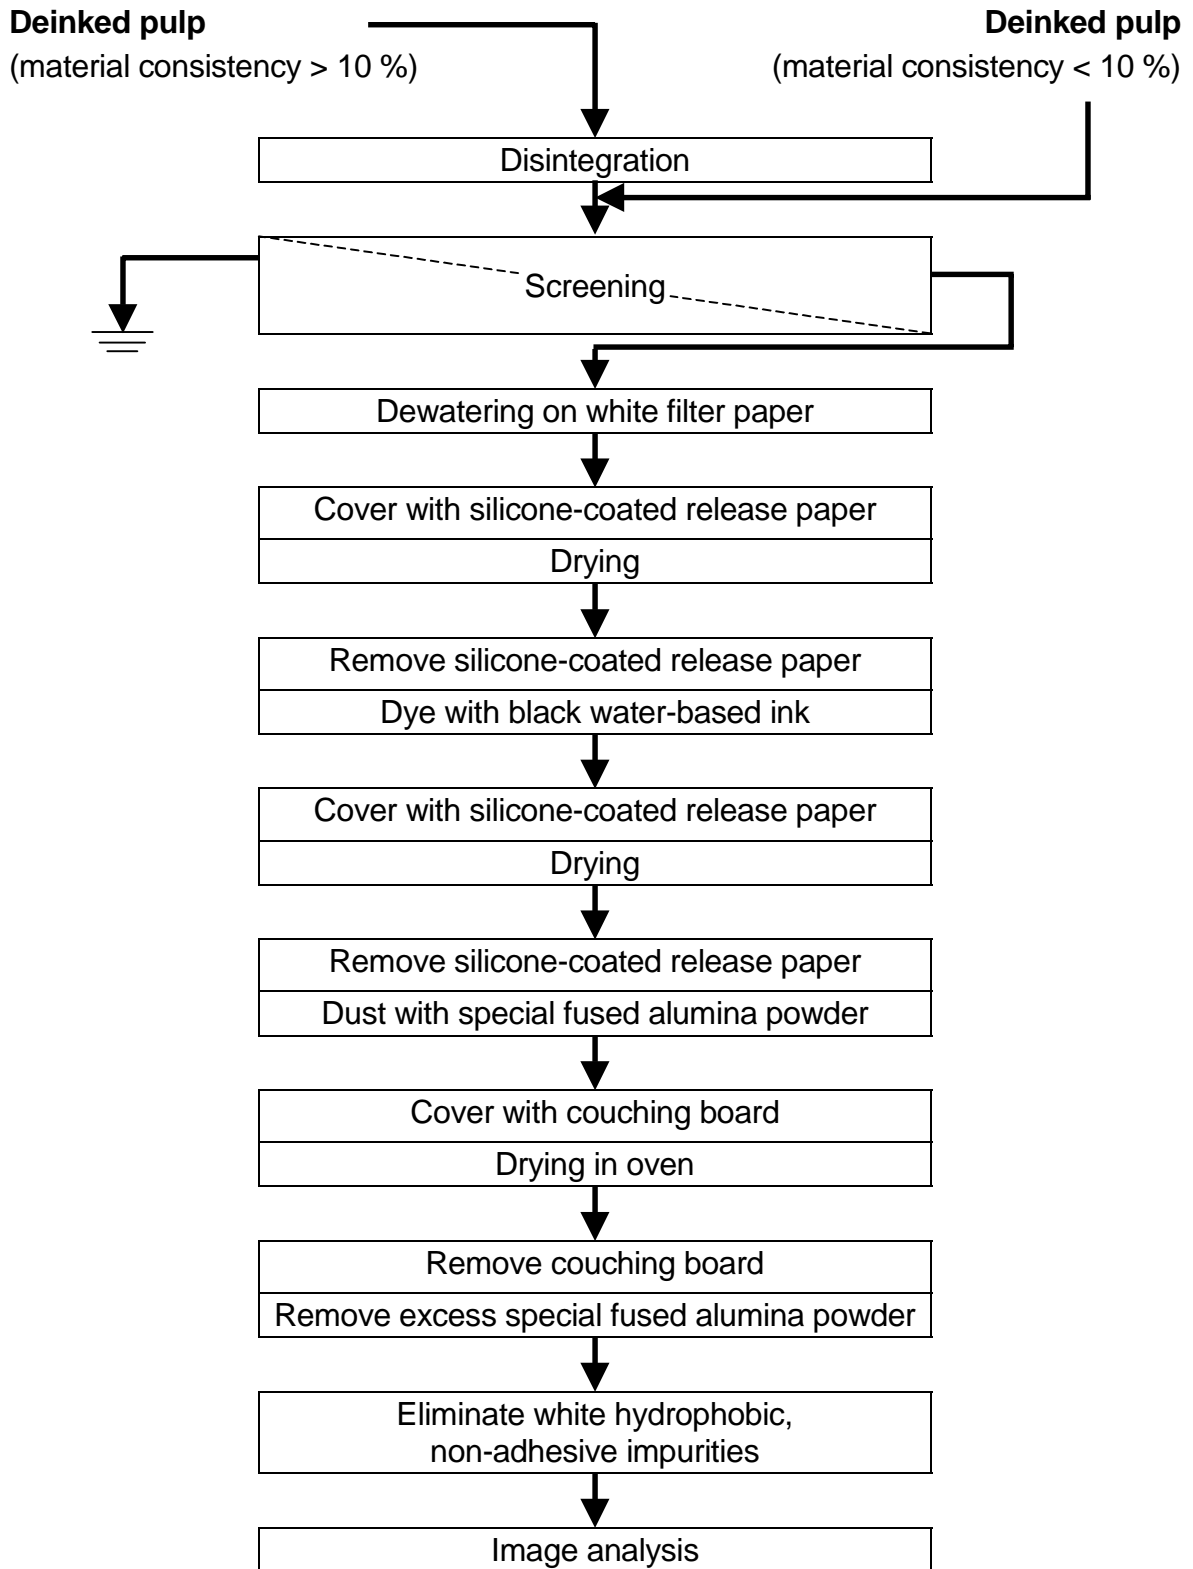 Deinked pulp
(material consistency > 10 %)
Deinked pulp
(material consistency < 10 %)
Disintegration
Screening
Dewatering on white filter paper
Cover with silicone-coated release paper
Drying
Remove silicone-coated release paper
Dye with black water-based ink
Cover with silicone-coated release paper
Drying
Remove silicone-coated release paper
Dust with special fused alumina powder
Cover with couching board
Drying in oven
Remove couching board
Remove excess special fused alumina powder
Eliminate white hydrophobic,
non-adhesive impurities
Image analysis